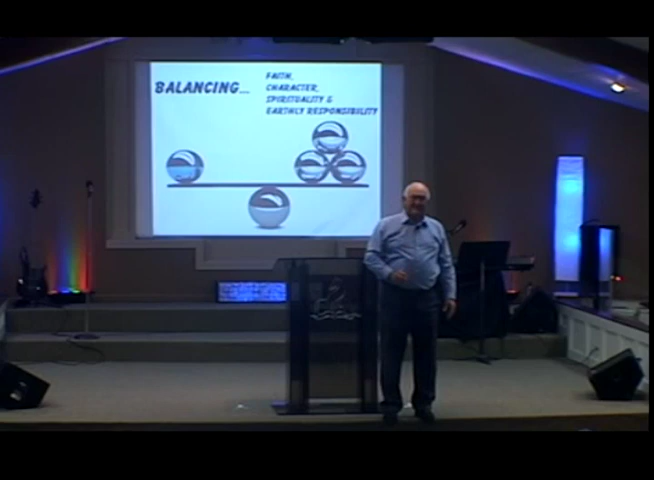 BALANCING...
FAITH,
CHARACTER,
SPIRITUALITY &
EARTHLY RESPONSIBILITY